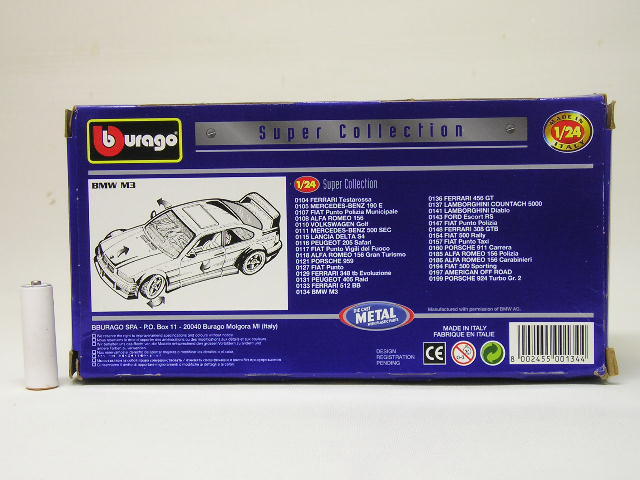 Bburago
Super Collection
MADE IN
1/24
ITALY
BMW M3
1/24 Super Collection
0104 FERRARI Testarossa
0105 MERCEDES-BENZ 190 E
0107 FIAT Punto Polizia Municipale
0108 ALFA ROMEO 156
0110 VOLKSWAGEN Golf
0111 MERCEDES-BENZ 500 SEC
0115 LANCIA DELTA S4
0116 PEUGEOT 205 Safari
0117 FIAT Punto Vigili del Fuoco
0118 ALFA ROMEO 156 Gran Turismo
0121 PORSCHE 959
0127 FIAT Punto
0129 FERRARI 348 tb Evoluzione
0131 PEUGEOT 405 Raid
0133 FERRARI 512 BB
0134 BMW M3
0136 FERRARI 456 GT
0137 LAMBORGHINI COUNTACH 5000
0141 LAMBORGHINI Diablo
0143 FORD Escort RS
0147 FIAT Punto Polizia
0148 FERRARI 308 GTB
0154 FIAT 500 Rally
0157 FIAT Punto Taxi
0160 PORSCHE 911 Carrera
0185 ALFA ROMEO 156 Polizia
0186 ALFA ROMEO 156 Carabinieri
0194 FIAT 500 Sporting
0197 AMERICAN OFF ROAD
0199 PORSCHE 924 Turbo Gr. 2
Manufactured with permission of BMW AG.
DIE CAST
METAL
BBURAGO SPA - P.O. Box 11 - 20040 Burago Molgora MI (Italy)
DESIGN
REGISTRATION
PENDING
MADE IN ITALY
FABRIQUE EN ITALIE
CE
8 002455 001344